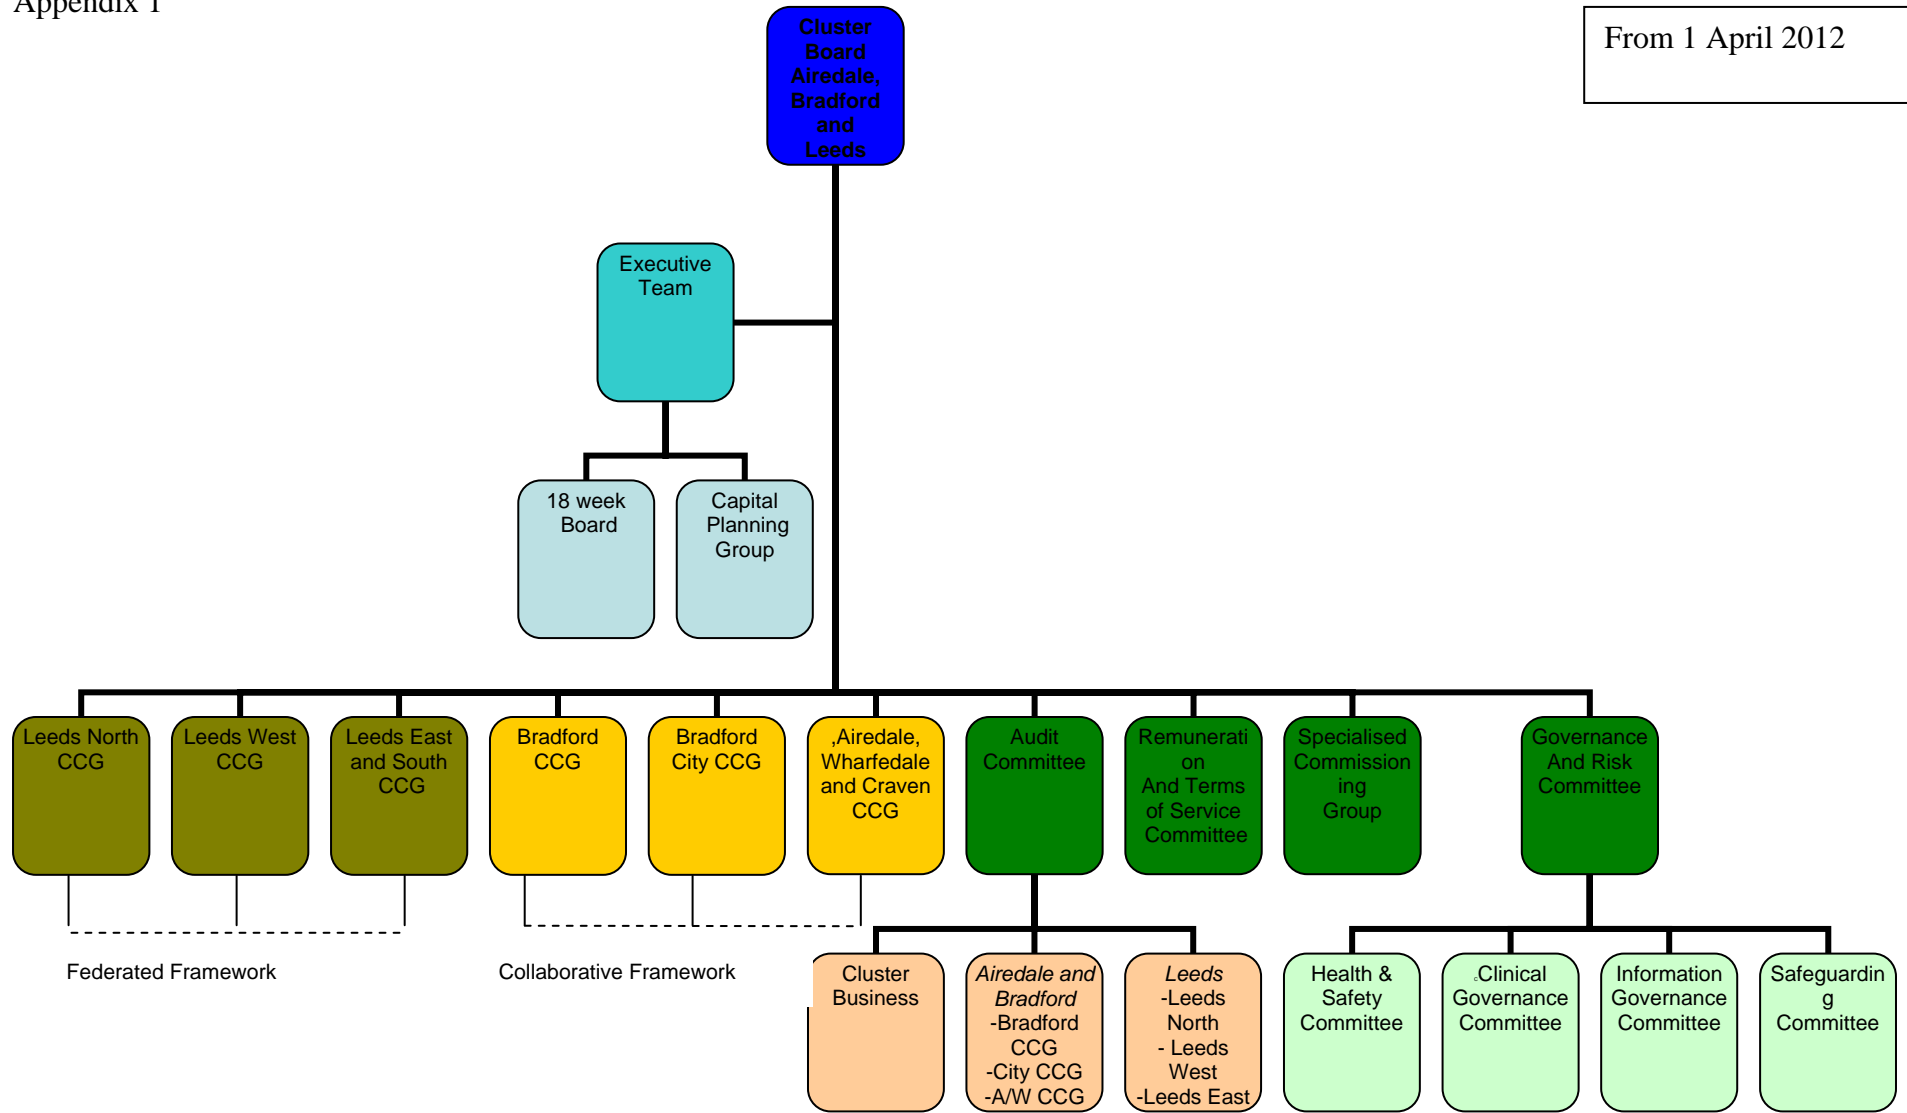 Appendix 1
From 1 April 2012
Cluster
Board
Airedale,
Bradford
and
Leeds
Executive
Team
18 week
Board
Capital
Planning
Group
Leeds North
CCG
Leeds West
CCG
Leeds East
and South
CCG
Bradford
CCG
Bradford
City CCG
,Airedale,
Wharfedale
and Craven
CCG
Audit
Committee
Remunerati
on
And Terms
of Service
Committee
Specialised
Commission
ing
Group
Governance
And Risk
Committee
Federated Framework
Collaborative Framework
Cluster
Business
Airedale and
Bradford
-Bradford
CCG
-City CCG
-A/W CCG
Leeds
-Leeds
North
- Leeds
West
-Leeds East
Health &
Safety
Committee
Clinical
Governance
Committee
Information
Governance
Committee
Safeguardin
g
Committee